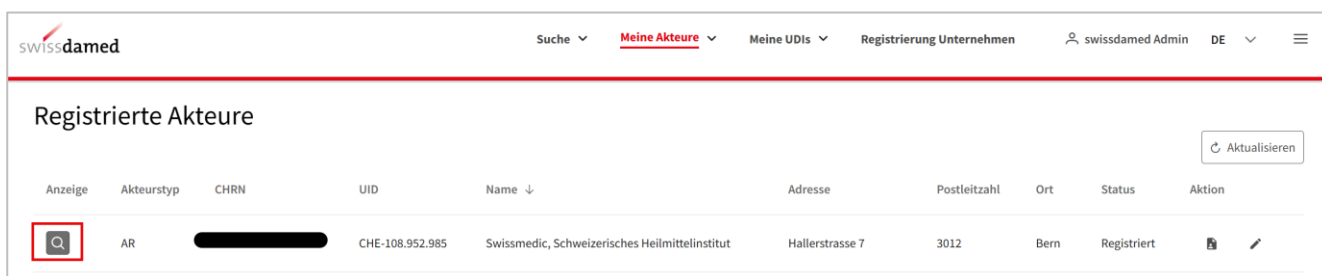 swissdamed
Suche Meine Akteure Meine UDIs Registrierung Unternehmen swissdamed Admin DE
Registrierte Akteure
Aktualisieren
Anzeige Akteurstyp CHRN UID Name Adresse Postleitzahl Ort Status Aktion
AR CHE-108.952.985 Swissmedic, Schweizerisches Heilmittelinstitut Hallerstrasse 7 3012 Bern Registriert